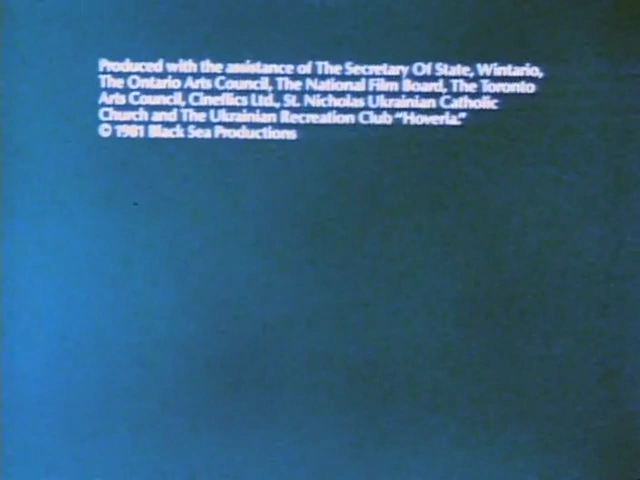 Produced with the assistance of The Secretary Of State, Wintario,
The Ontario Arts Council, The National Film Board, The Toronto
Arts Council, Cineflics Ltd., St. Nicholas Ukrainian Catholic
Church and The Ukrainian Recreation Club "Hoverla."
© 1981 Black Sea Productions